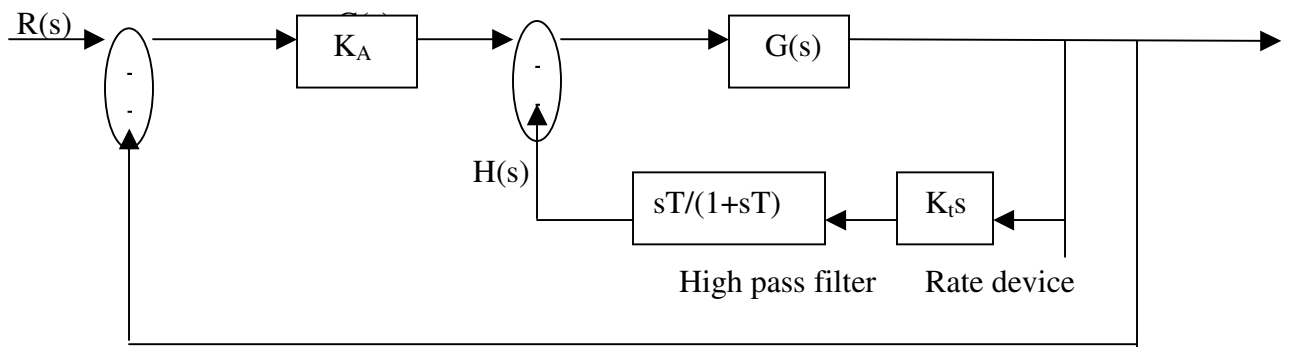 R(s)
K_A
G(s)
-
-
-
-
H(s)
sT/(1+sT)
K_ts
High pass filter
Rate device